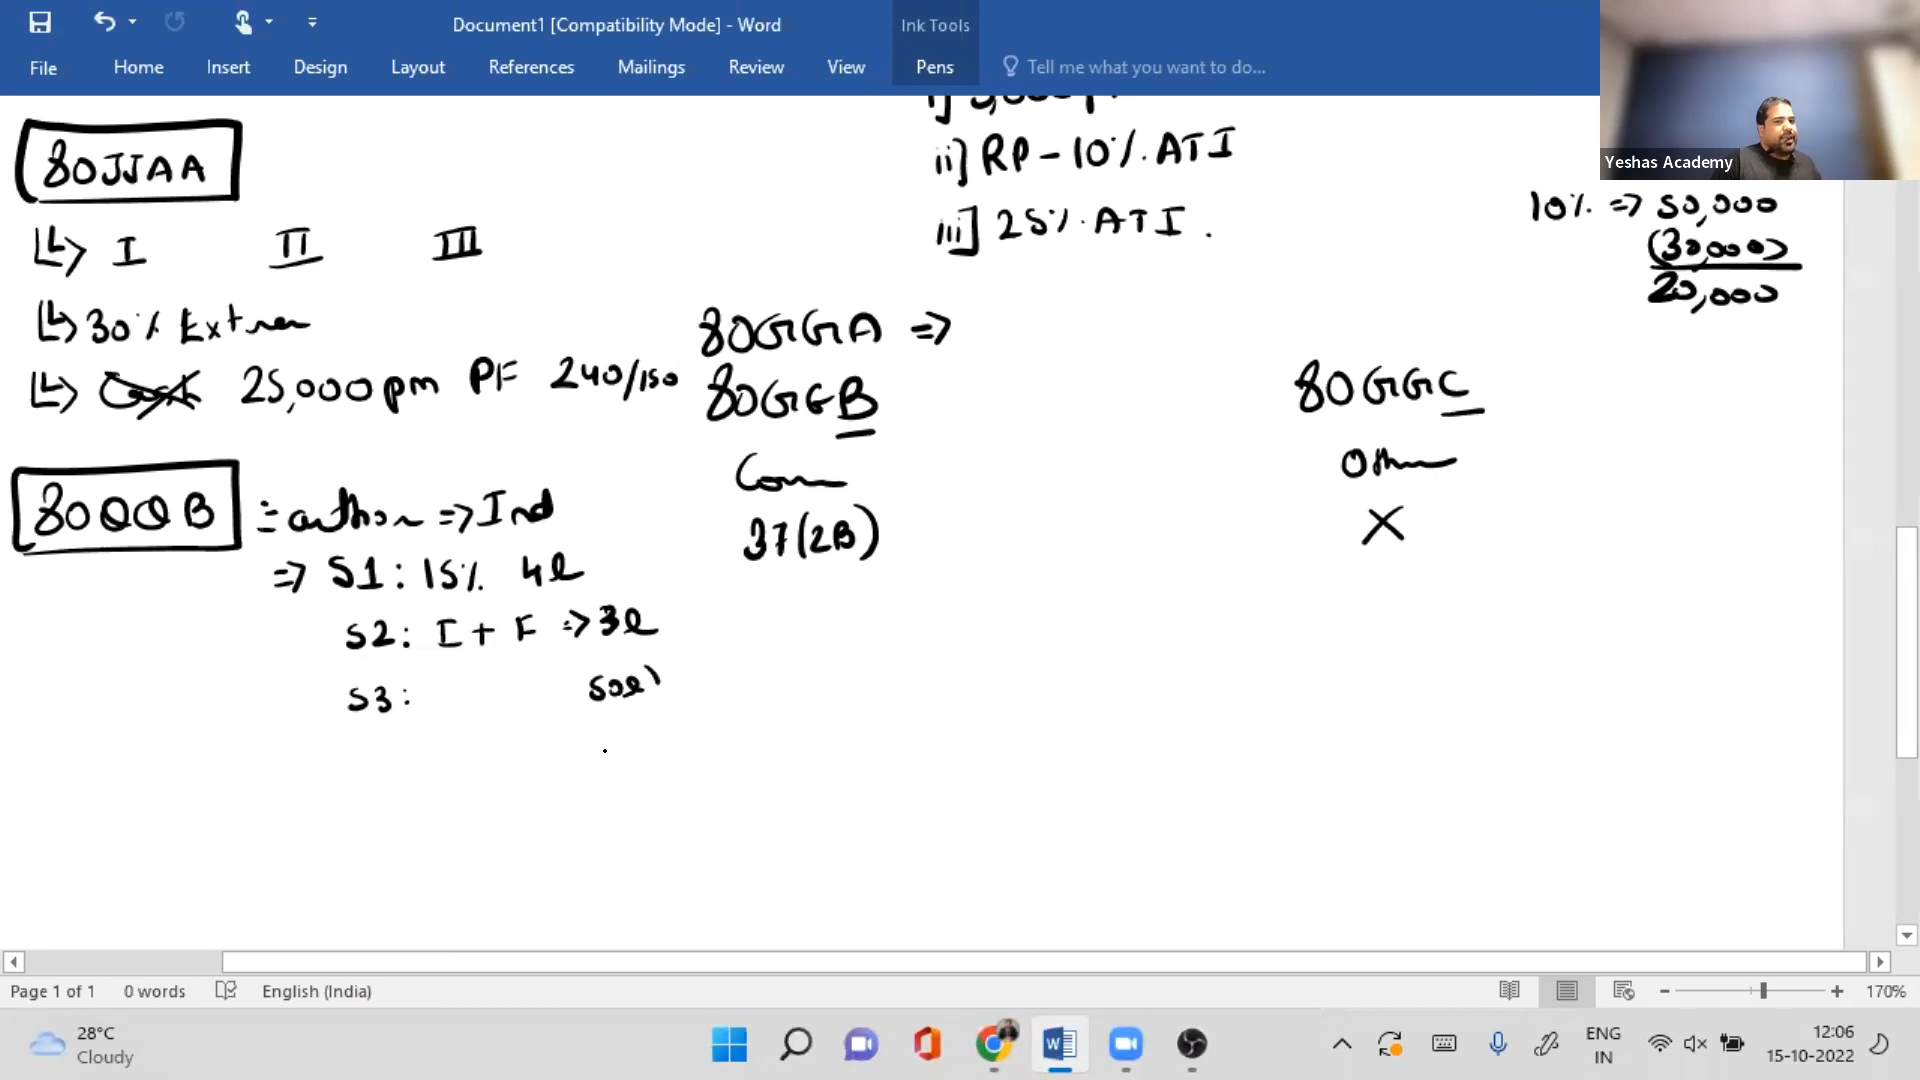 Document1 [Compatibility Mode] - Word
Ink Tools
File Home Insert Design Layout References Mailings Review View Pens Tell me what you want to do...
Yeshas Academy
80JJAA
I II III
30% Extra
25,000pm PF 240/150
80QQB = author => Ind
=> S1: 15% 4l
S2: I + F => 3l
S3:
ii] RP - 10% ATI
iii] 25% ATI.
80GGA =>
80GGB
Com
37(2B)
80GGC
Other
X
10% => 50,000
(30,000)
20,000
Page 1 of 1 0 words English (India) 170%
28°C
Cloudy
ENG
IN
12:06
15-10-2022